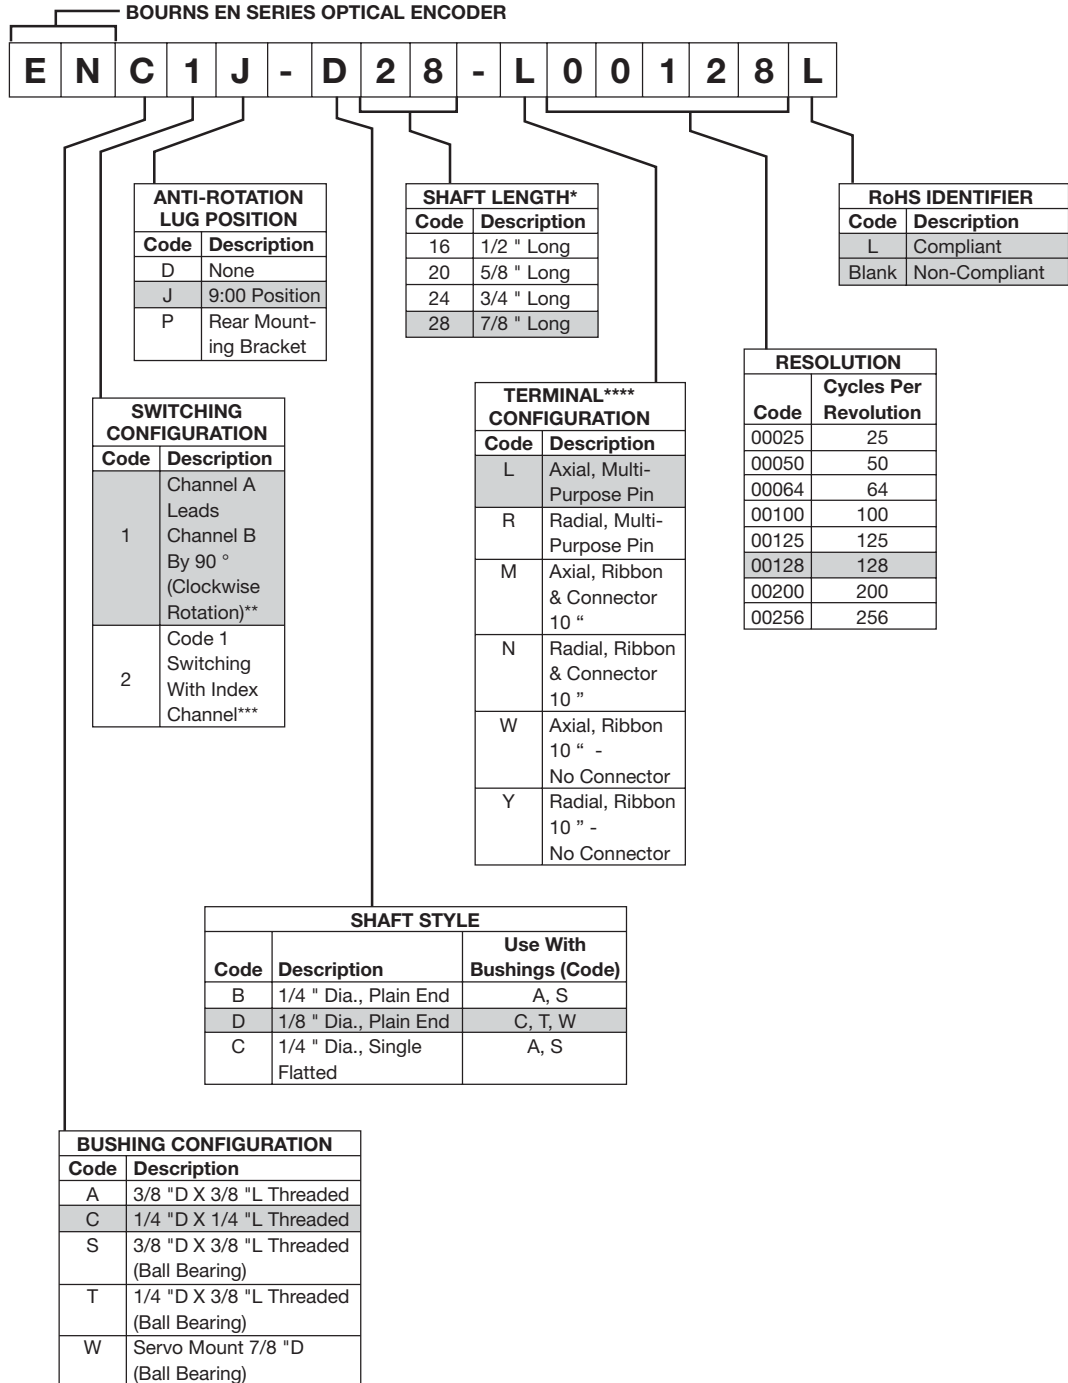 BOURNS EN SERIES OPTICAL ENCODER
E N C 1 J - D 2 8 - L 0 0 1 2 8 L
ANTI-ROTATION
LUG POSITION
Code Description
D None
J 9:00 Position
P Rear Mount-
ing Bracket
SHAFT LENGTH*
Code Description
16 1/2 " Long
20 5/8 " Long
24 3/4 " Long
28 7/8 " Long
RoHS IDENTIFIER
Code Description
L Compliant
Blank Non-Compliant
SWITCHING
CONFIGURATION
Code Description
Channel A
Leads
1 Channel B
By 90 °
(Clockwise
Rotation)**
Code 1
Switching
2 With Index
Channel***
TERMINAL****
CONFIGURATION
Code Description
L Axial, Multi-
Purpose Pin
R Radial, Multi-
Purpose Pin
M Axial, Ribbon
& Connector
10 “
N Radial, Ribbon
& Connector
10 ”
W Axial, Ribbon
10 “ -
No Connector
Y Radial, Ribbon
10 ” -
No Connector
RESOLUTION
Cycles Per
Code Revolution
00025 25
00050 50
00064 64
00100 100
00125 125
00128 128
00200 200
00256 256
SHAFT STYLE
Use With
Code Description Bushings (Code)
B 1/4 " Dia., Plain End A, S
D 1/8 " Dia., Plain End C, T, W
C 1/4 " Dia., Single A, S
Flatted
BUSHING CONFIGURATION
Code Description
A 3/8 "D X 3/8 "L Threaded
C 1/4 "D X 1/4 "L Threaded
S 3/8 "D X 3/8 "L Threaded
(Ball Bearing)
T 1/4 "D X 3/8 "L Threaded
(Ball Bearing)
W Servo Mount 7/8 "D
(Ball Bearing)